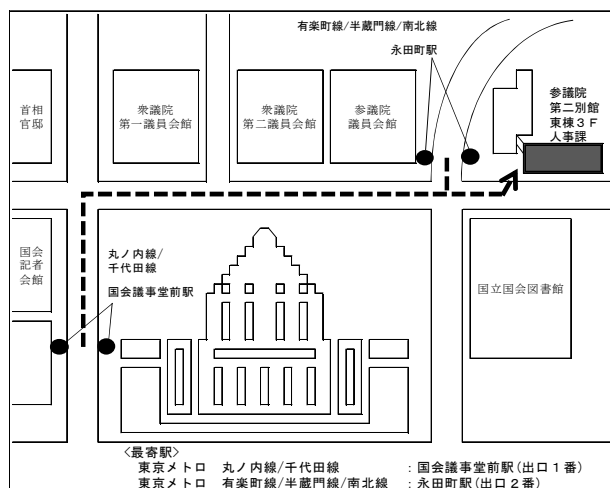 有楽町線/半蔵門線/南北線
永田町駅
首相
官邸
衆議院
第一議員会館
衆議院
第二議員会館
参議院
議員会館
参議院
第二別館
東棟３Ｆ
人事課
国会
記者
会館
丸ノ内線/
千代田線
国会議事堂前駅
国立国会図書館
＜最寄駅＞
東京メトロ　丸ノ内線/千代田線　：国会議事堂前駅(出口１番)
東京メトロ　有楽町線/半蔵門線/南北線　：永田町駅(出口２番)